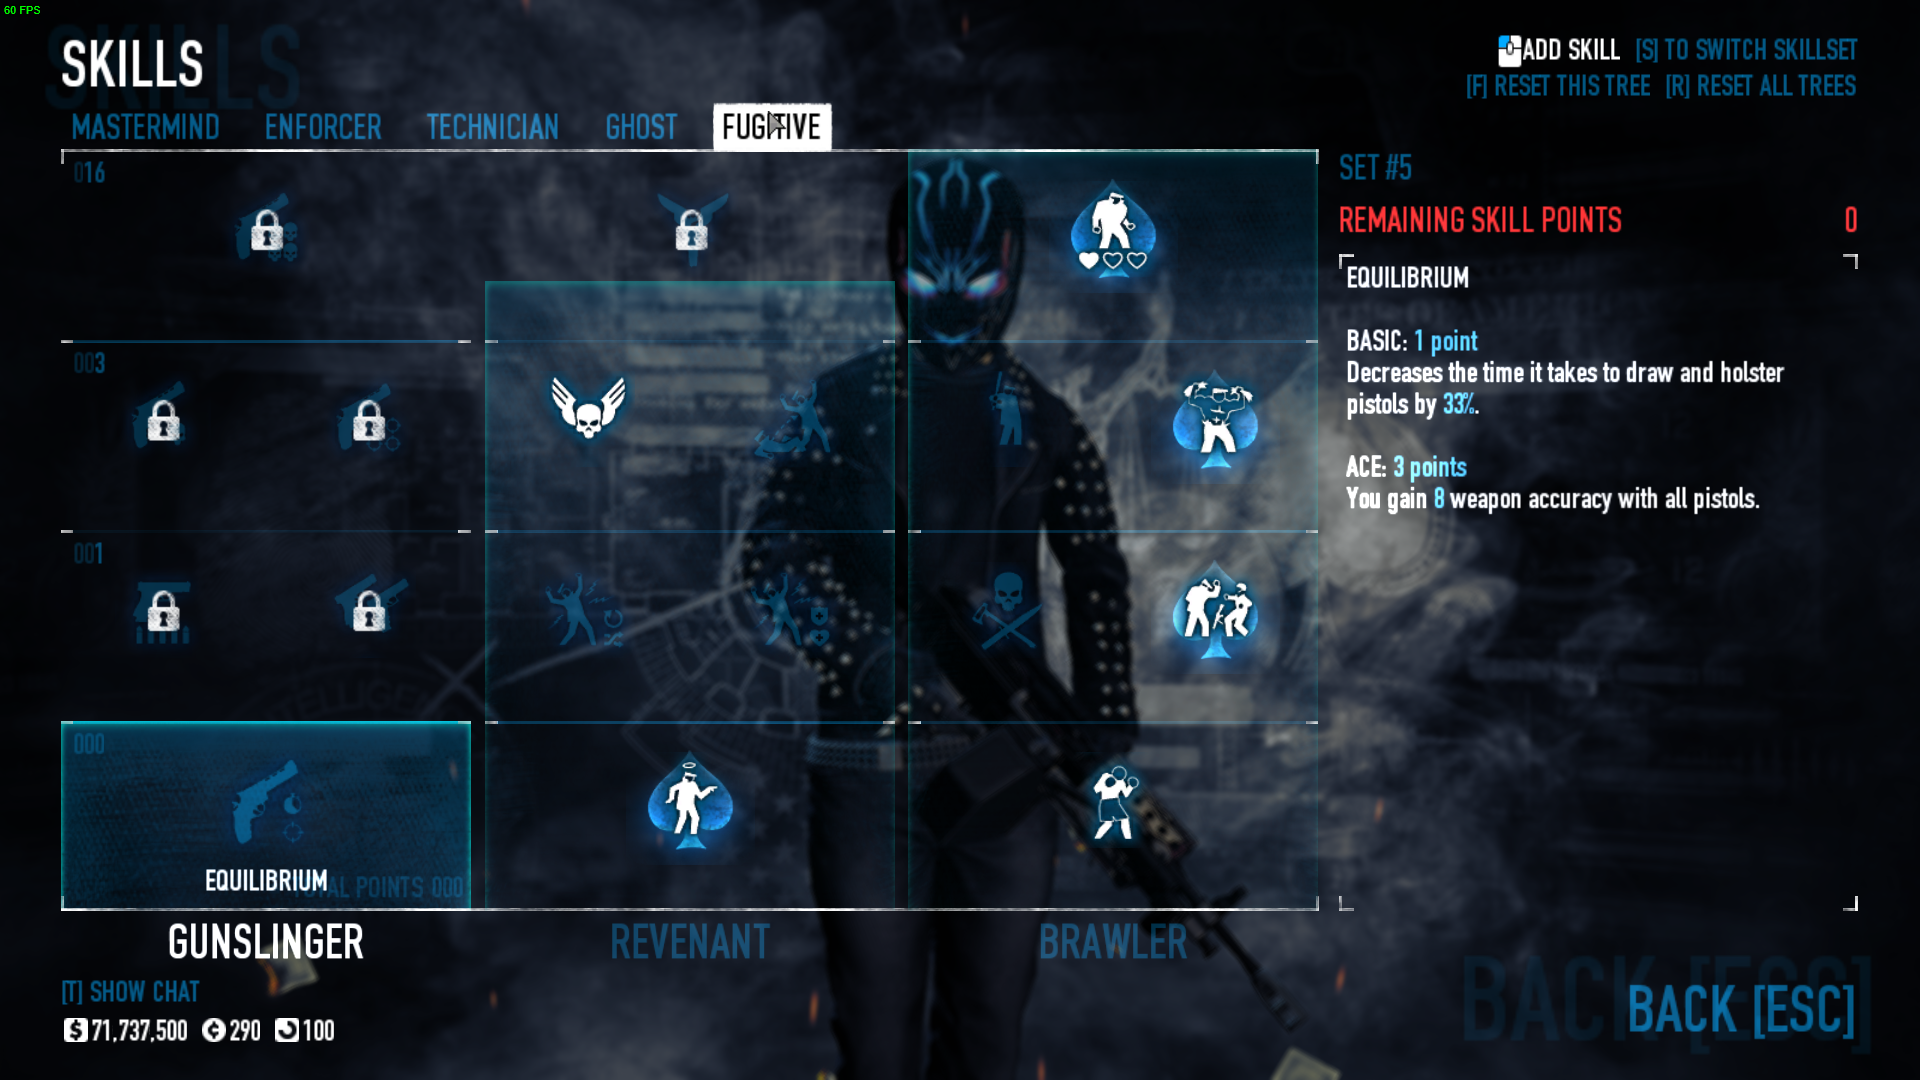 60 FPS
SKILLS
ADD SKILL [S] TO SWITCH SKILLSET
[F] RESET THIS TREE [R] RESET ALL TREES
MASTERMIND ENFORCER TECHNICIAN GHOST FUGITIVE
016
003
001
000
EQUILIBRIUM
TOTAL POINTS 000
GUNSLINGER REVENANT BRAWLER
SET #5
REMAINING SKILL POINTS 0
EQUILIBRIUM
BASIC: 1 point
Decreases the time it takes to draw and holster
pistols by 33%.
ACE: 3 points
You gain 8 weapon accuracy with all pistols.
[T] SHOW CHAT
71,737,500 290 100
BACK [ESC]